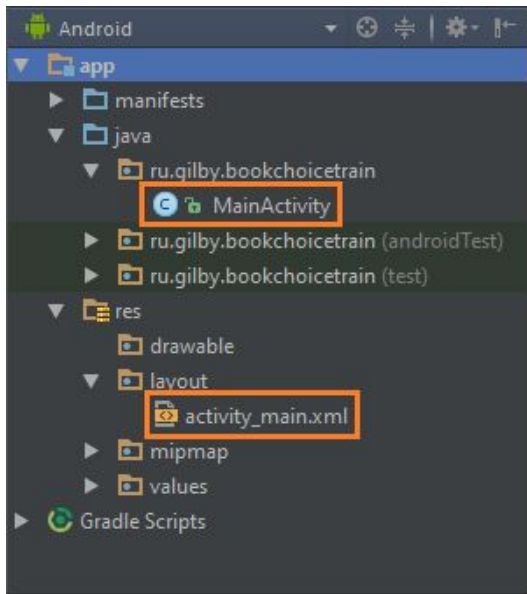 Android
app
manifests
java
ru.gilby.bookchoicetrain
MainActivity
ru.gilby.bookchoicetrain (androidTest)
ru.gilby.bookchoicetrain (test)
res
drawable
layout
activity_main.xml
mipmap
values
Gradle Scripts